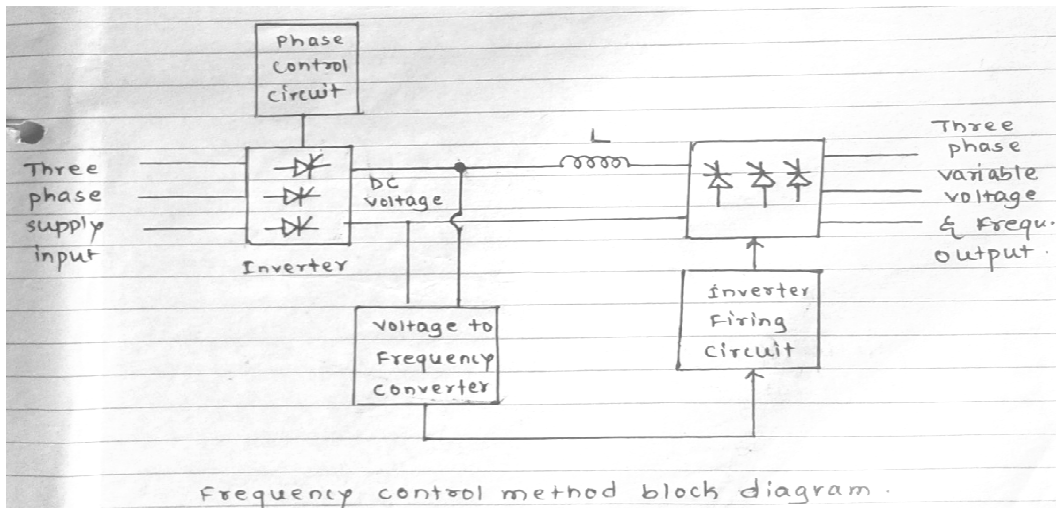 Phase
Control
Circuit
Three
phase
supply
input
Inverter
DC
Voltage
L
Three
phase
variable
voltage
& Frequ.
output.
Voltage to
Frequency
Converter
Inverter
Firing
Circuit
Frequency control method block diagram.